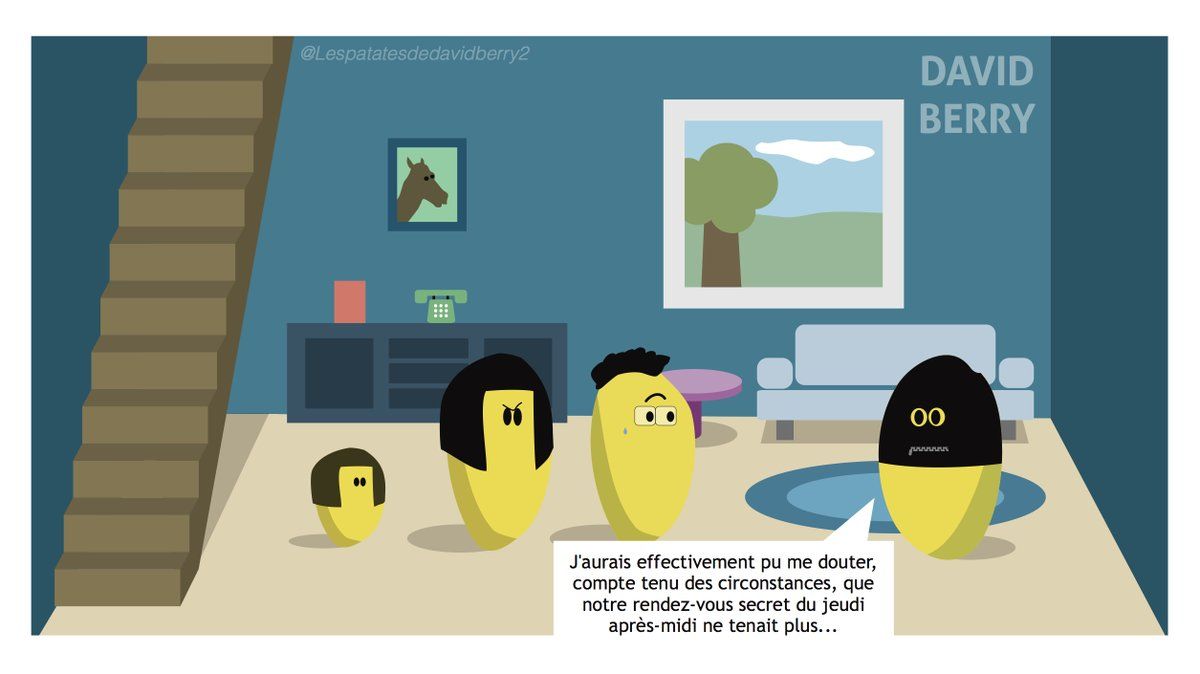 @Lespatatesdedavidberry2
DAVID
BERRY
J'aurais effectivement pu me douter,
compte tenu des circonstances, que
notre rendez-vous secret du jeudi
après-midi ne tenait plus...